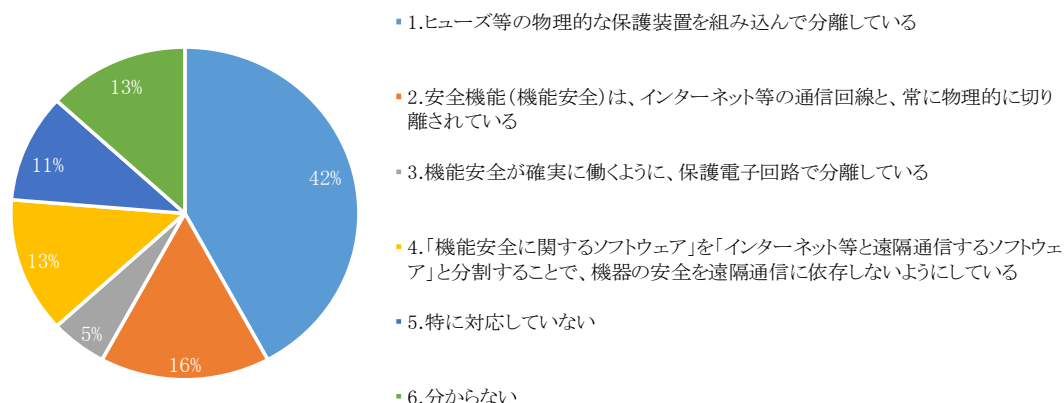 1.ヒューズ等の物理的な保護装置を組み込んで分離している
13%
2.安全機能(機能安全)は、インターネット等の通信回線と、常に物理的に切り
離されている
11%
42%
3.機能安全が確実に働くように、保護電子回路で分離している
4.「機能安全に関するソフトウェア」を「インターネット等と遠隔通信するソフトウェ
ア」と分割することで、機器の安全を遠隔通信に依存しないようにしている
13%
5%
5.特に対応していない
16%
6.分からない